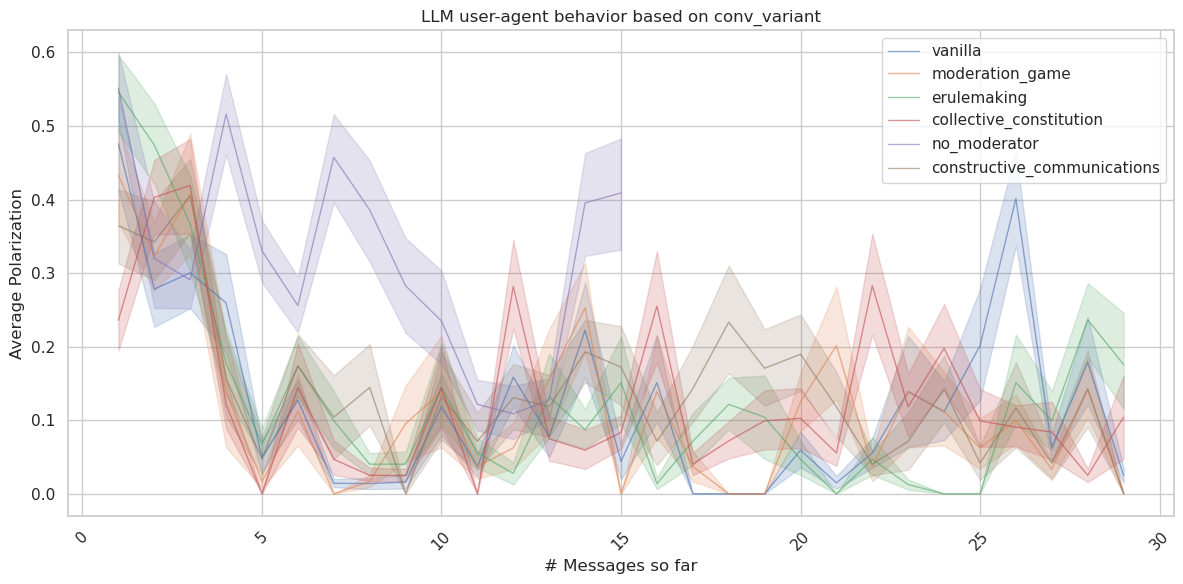 LLM user-agent behavior based on conv_variant
Average Polarization
0.6
0.5
0.4
0.3
0.2
0.1
0.0
vanilla
moderation_game
erulemaking
collective_constitution
no_moderator
constructive_communications
0
5
10
15
20
25
30
# Messages so far